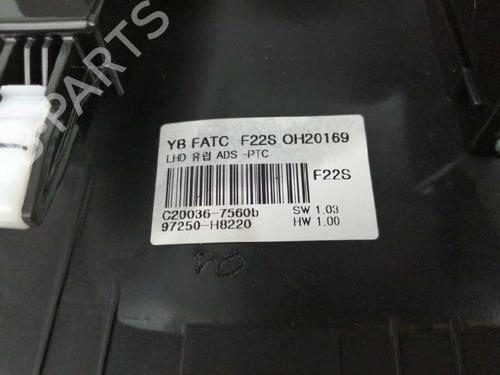 YB FATC F22S OH20169
LHD 유럽 ADS -PTC
F22S
C20036-7560b SW 1.03
97250-H8220 HW 1.00
B-PARTS